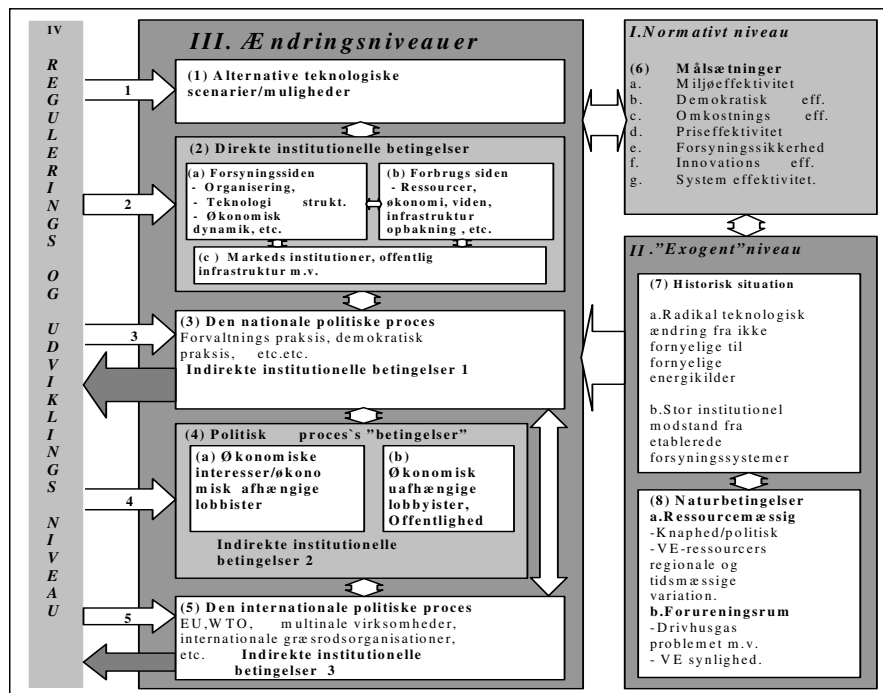 IV
REGULERINGS OG UDVIKLINGS NIVEAU
III. Ændringsniveauer
1
(1) Alternative teknologiske
scenarier/muligheder
2
(2) Direkte institutionelle betingelser
(a) Forsyningssiden
- Organisering,
- Teknologi strukt.
- Økonomisk
dynamik, etc.
(b) Forbrugs siden
- Ressourcer,
økonomi, viden,
infrastruktur
opbakning , etc.
(c) Markeds institutioner, offentlig
infrastruktur m.v.
3
(3) Den nationale politiske proces
Forvaltnings praksis, demokratisk
praksis, etc.etc.
Indirekte institutionelle betingelser 1
4
(4) Politisk proces`s ”betingelser”
(a) Økonomiske
interesser/økono
misk afhængige
lobbister
(b)
Økonomisk
uafhængige
lobbyister,
Offentlighed
Indirekte institutionelle
betingelser 2
5
(5) Den internationale politiske proces
EU,WTO, multinale virksomheder,
internationale græsrodsorganisationer,
etc. Indirekte institutionelle
betingelser 3
I.Normativt niveau
(6) Målsætninger
a. Miljøeffektivitet
b. Demokratisk eff.
c. Omkostnings eff.
d. Priseffektivitet
e. Forsyningssikkerhed
f. Innovations eff.
g. System effektivitet.
II.”Exogent”niveau
(7) Historisk situation
a.Radikal teknologisk
ændring fra ikke
fornyelige til
fornyelige
energikilder
b.Stor institutionel
modstand fra
etablerede
forsyningssystemer
(8) Naturbetingelser
a.Ressourcemæssig
-Knaphed/politisk
-VE-ressourcers
regionale og
tidsmæssige
variation.
b.Forureningsrum
-Drivhusgas
problemet m.v.
- VE synlighed.